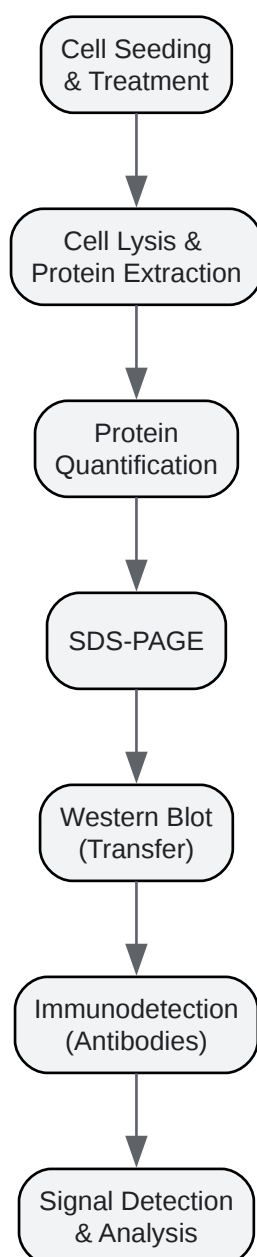 Cell Seeding
& Treatment
Cell Lysis &
Protein Extraction
Protein
Quantification
SDS-PAGE
Western Blot
(Transfer)
Immunodetection
(Antibodies)
Signal Detection
& Analysis